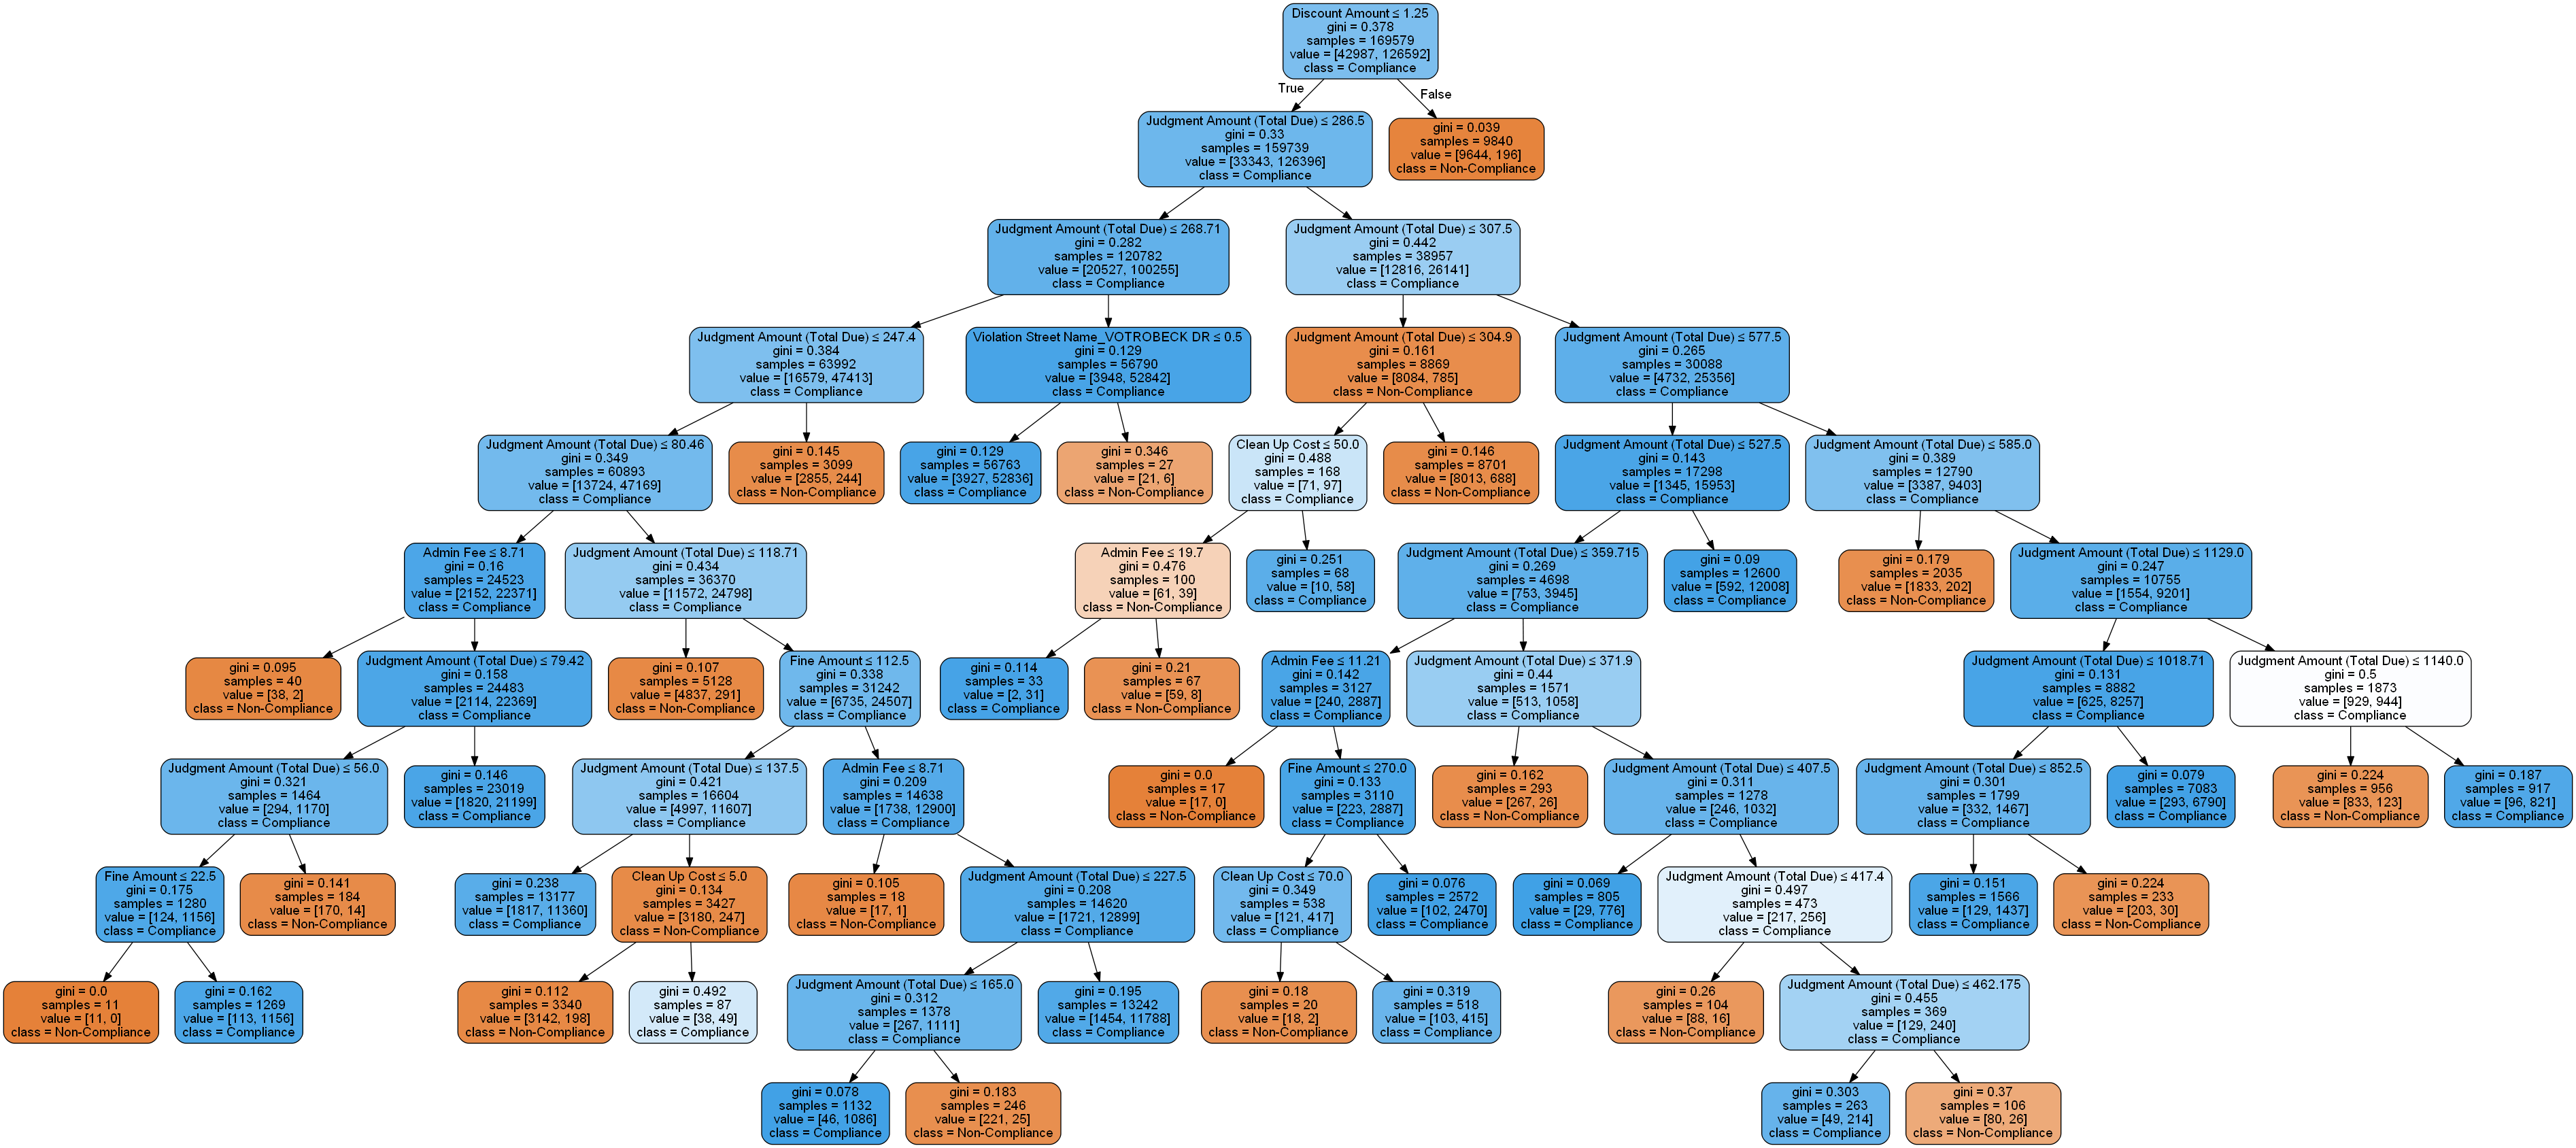 Discount Amount ≤ 1.25
gini = 0.378
samples = 169579
value = [42987, 126592]
class = Compliance
True
False
Judgment Amount (Total Due) ≤ 286.5
gini = 0.33
samples = 159739
value = [33343, 126396]
class = Compliance
gini = 0.039
samples = 9840
value = [9644, 196]
class = Non-Compliance
Judgment Amount (Total Due) ≤ 268.71
gini = 0.282
samples = 120782
value = [20527, 100255]
class = Compliance
Judgment Amount (Total Due) ≤ 307.5
gini = 0.442
samples = 38957
value = [12816, 26141]
class = Compliance
Judgment Amount (Total Due) ≤ 247.4
gini = 0.384
samples = 63992
value = [16579, 47413]
class = Compliance
Violation Street Name_VOTROBECK DR ≤ 0.5
gini = 0.129
samples = 56790
value = [3948, 52842]
class = Compliance
Judgment Amount (Total Due) ≤ 304.9
gini = 0.161
samples = 8869
value = [8084, 785]
class = Non-Compliance
Judgment Amount (Total Due) ≤ 577.5
gini = 0.265
samples = 30088
value = [4732, 25356]
class = Compliance
Judgment Amount (Total Due) ≤ 80.46
gini = 0.349
samples = 60893
value = [13724, 47169]
class = Compliance
gini = 0.145
samples = 3099
value = [2855, 244]
class = Non-Compliance
gini = 0.129
samples = 56763
value = [3927, 52836]
class = Compliance
gini = 0.346
samples = 27
value = [21, 6]
class = Non-Compliance
Clean Up Cost ≤ 50.0
gini = 0.488
samples = 168
value = [71, 97]
class = Compliance
gini = 0.146
samples = 8701
value = [8013, 688]
class = Non-Compliance
Judgment Amount (Total Due) ≤ 527.5
gini = 0.143
samples = 17298
value = [1345, 15953]
class = Compliance
Judgment Amount (Total Due) ≤ 585.0
gini = 0.389
samples = 12790
value = [3387, 9403]
class = Compliance
Admin Fee ≤ 8.71
gini = 0.16
samples = 24523
value = [2152, 22371]
class = Compliance
Judgment Amount (Total Due) ≤ 118.71
gini = 0.434
samples = 36370
value = [11572, 24798]
class = Compliance
Admin Fee ≤ 19.7
gini = 0.476
samples = 100
value = [61, 39]
class = Non-Compliance
gini = 0.251
samples = 68
value = [10, 58]
class = Compliance
Judgment Amount (Total Due) ≤ 359.715
gini = 0.269
samples = 4698
value = [753, 3945]
class = Compliance
gini = 0.09
samples = 12600
value = [592, 12008]
class = Compliance
gini = 0.179
samples = 2035
value = [1833, 202]
class = Non-Compliance
Judgment Amount (Total Due) ≤ 1129.0
gini = 0.247
samples = 10755
value = [1554, 9201]
class = Compliance
gini = 0.095
samples = 40
value = [38, 2]
class = Non-Compliance
Judgment Amount (Total Due) ≤ 79.42
gini = 0.158
samples = 24483
value = [2114, 22369]
class = Compliance
gini = 0.107
samples = 5128
value = [4837, 291]
class = Non-Compliance
Fine Amount ≤ 112.5
gini = 0.338
samples = 31242
value = [6735, 24507]
class = Compliance
gini = 0.114
samples = 33
value = [2, 31]
class = Compliance
gini = 0.21
samples = 67
value = [59, 8]
class = Non-Compliance
Admin Fee ≤ 11.21
gini = 0.142
samples = 3127
value = [240, 2887]
class = Compliance
Judgment Amount (Total Due) ≤ 371.9
gini = 0.44
samples = 1571
value = [513, 1058]
class = Compliance
Judgment Amount (Total Due) ≤ 1018.71
gini = 0.131
samples = 8882
value = [625, 8257]
class = Compliance
Judgment Amount (Total Due) ≤ 1140.0
gini = 0.5
samples = 1873
value = [929, 944]
class = Compliance
Judgment Amount (Total Due) ≤ 56.0
gini = 0.321
samples = 1464
value = [294, 1170]
class = Compliance
gini = 0.146
samples = 23019
value = [1820, 21199]
class = Compliance
Judgment Amount (Total Due) ≤ 137.5
gini = 0.421
samples = 16604
value = [4997, 11607]
class = Compliance
Admin Fee ≤ 8.71
gini = 0.209
samples = 14638
value = [1738, 12900]
class = Compliance
gini = 0.0
samples = 17
value = [17, 0]
class = Non-Compliance
Fine Amount ≤ 270.0
gini = 0.133
samples = 3110
value = [223, 2887]
class = Compliance
gini = 0.162
samples = 293
value = [267, 26]
class = Non-Compliance
Judgment Amount (Total Due) ≤ 407.5
gini = 0.311
samples = 1278
value = [246, 1032]
class = Compliance
Judgment Amount (Total Due) ≤ 852.5
gini = 0.301
samples = 1799
value = [332, 1467]
class = Compliance
gini = 0.079
samples = 7083
value = [293, 6790]
class = Compliance
gini = 0.224
samples = 956
value = [833, 123]
class = Non-Compliance
gini = 0.187
samples = 917
value = [96, 821]
class = Compliance
Fine Amount ≤ 22.5
gini = 0.175
samples = 1280
value = [124, 1156]
class = Compliance
gini = 0.141
samples = 184
value = [170, 14]
class = Non-Compliance
gini = 0.238
samples = 13177
value = [1817, 11360]
class = Compliance
Clean Up Cost ≤ 5.0
gini = 0.134
samples = 3427
value = [3180, 247]
class = Non-Compliance
gini = 0.105
samples = 18
value = [17, 1]
class = Non-Compliance
Judgment Amount (Total Due) ≤ 227.5
gini = 0.208
samples = 14620
value = [1721, 12899]
class = Compliance
Clean Up Cost ≤ 70.0
gini = 0.349
samples = 538
value = [121, 417]
class = Compliance
gini = 0.076
samples = 2572
value = [102, 2470]
class = Compliance
gini = 0.069
samples = 805
value = [29, 776]
class = Compliance
Judgment Amount (Total Due) ≤ 417.4
gini = 0.497
samples = 473
value = [217, 256]
class = Compliance
gini = 0.151
samples = 1566
value = [129, 1437]
class = Compliance
gini = 0.224
samples = 233
value = [203, 30]
class = Non-Compliance
gini = 0.0
samples = 11
value = [11, 0]
class = Non-Compliance
gini = 0.162
samples = 1269
value = [113, 1156]
class = Compliance
gini = 0.112
samples = 3340
value = [3142, 198]
class = Non-Compliance
gini = 0.492
samples = 87
value = [38, 49]
class = Compliance
Judgment Amount (Total Due) ≤ 165.0
gini = 0.312
samples = 1378
value = [267, 1111]
class = Compliance
gini = 0.195
samples = 13242
value = [1454, 11788]
class = Compliance
gini = 0.18
samples = 20
value = [18, 2]
class = Non-Compliance
gini = 0.319
samples = 518
value = [103, 415]
class = Compliance
gini = 0.26
samples = 104
value = [88, 16]
class = Non-Compliance
Judgment Amount (Total Due) ≤ 462.175
gini = 0.455
samples = 369
value = [129, 240]
class = Compliance
gini = 0.078
samples = 1132
value = [46, 1086]
class = Compliance
gini = 0.183
samples = 246
value = [221, 25]
class = Non-Compliance
gini = 0.303
samples = 263
value = [49, 214]
class = Compliance
gini = 0.37
samples = 106
value = [80, 26]
class = Non-Compliance